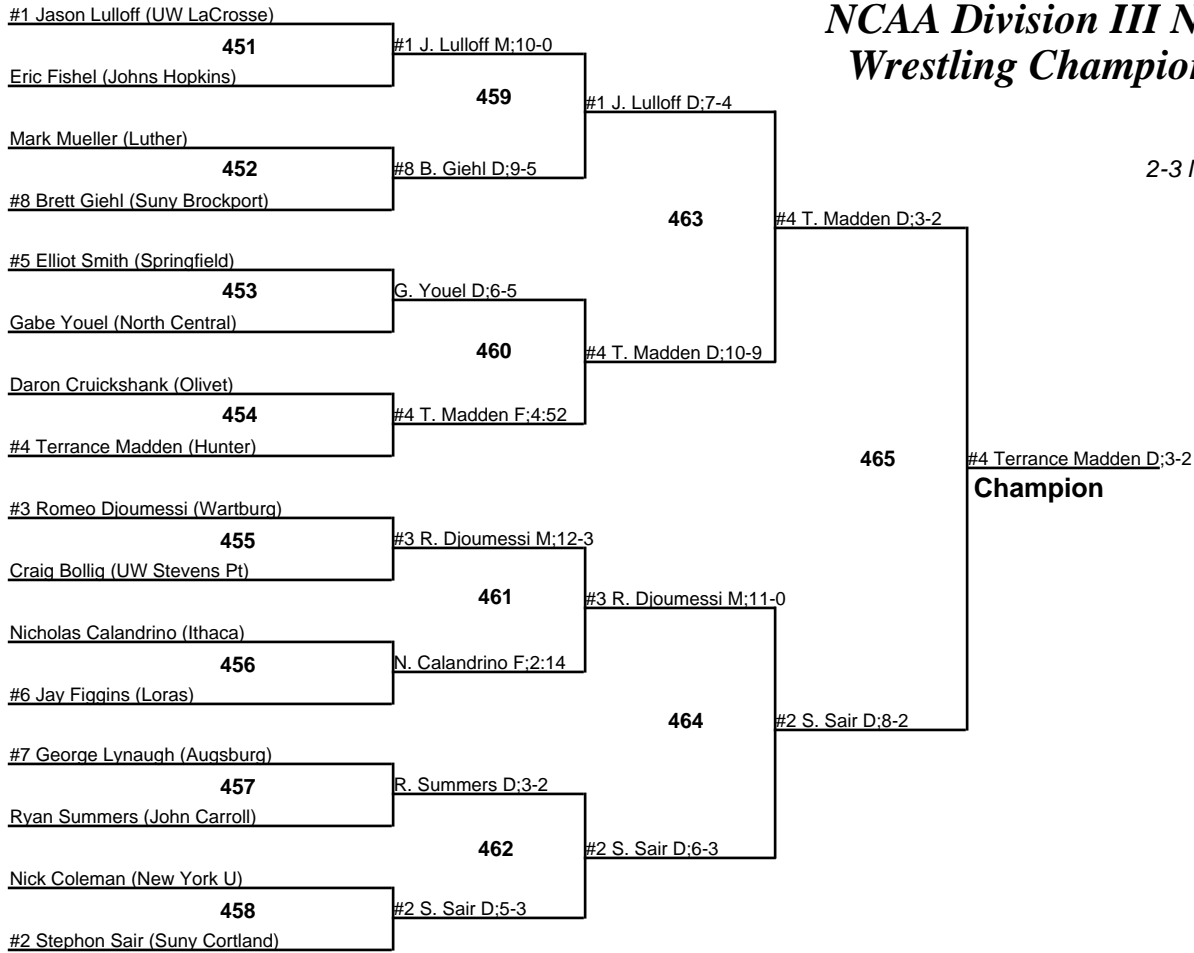 NCAA Division III N
Wrestling Champion
2-3
#1 Jason Lulloff (UW LaCrosse)
451
Eric Fishel (Johns Hopkins)
Mark Mueller (Luther)
452
#8 Brett Giehl (Suny Brockport)
#5 Elliot Smith (Springfield)
453
Gabe Youel (North Central)
Daron Cruickshank (Olivet)
454
#4 Terrance Madden (Hunter)
#3 Romeo Djoumessi (Wartburg)
455
Craig Bollig (UW Stevens Pt)
Nicholas Calandrino (Ithaca)
456
#6 Jay Figgins (Loras)
#7 George Lynaugh (Augsburg)
457
Ryan Summers (John Carroll)
Nick Coleman (New York U)
458
#2 Stephon Sair (Suny Cortland)
#1 J. Lulloff M;10-0
459
#8 B. Giehl D;9-5
G. Youel D;6-5
460
#4 T. Madden F;4:52
#3 R. Djoumessi M;12-3
461
N. Calandrino F;2:14
R. Summers D;3-2
462
#2 S. Sair D;5-3
#1 J. Lulloff D;7-4
463
#4 T. Madden D;10-9
#3 R. Djoumessi M;11-0
464
#2 S. Sair D;6-3
#4 T. Madden D;3-2
465
#2 S. Sair D;8-2
#4 Terrance Madden D;3-2
Champion